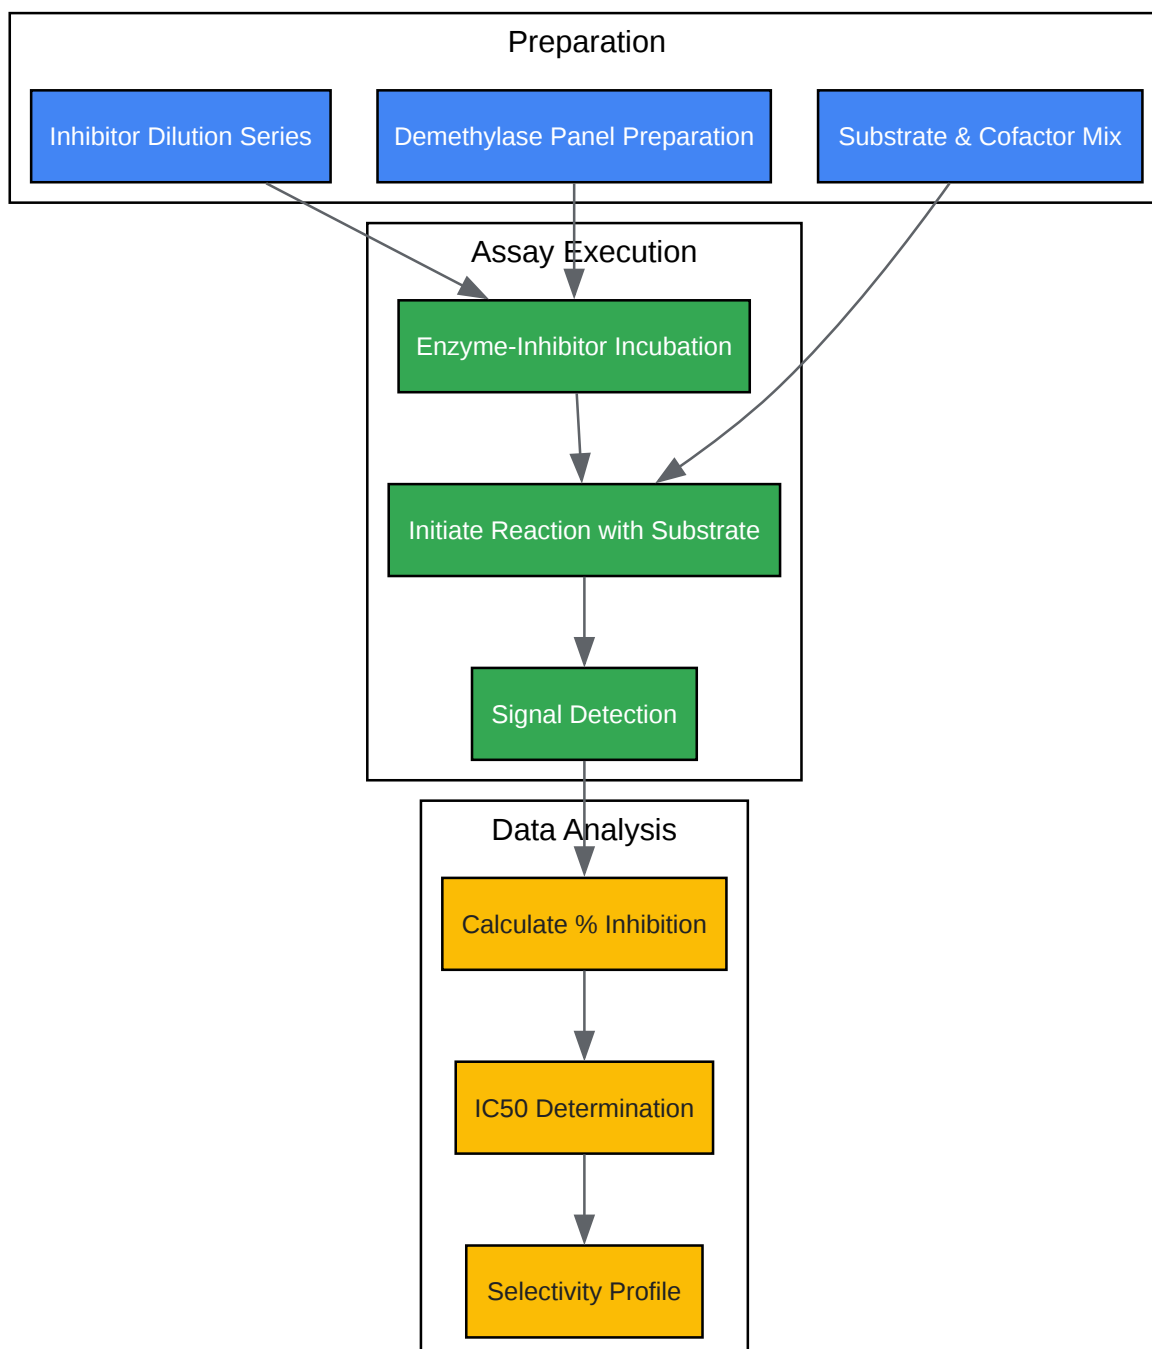 Preparation
Inhibitor Dilution Series
Demethylase Panel Preparation
Substrate & Cofactor Mix
Assay Execution
Enzyme-Inhibitor Incubation
Initiate Reaction with Substrate
Signal Detection
Data Analysis
Calculate % Inhibition
IC50 Determination
Selectivity Profile